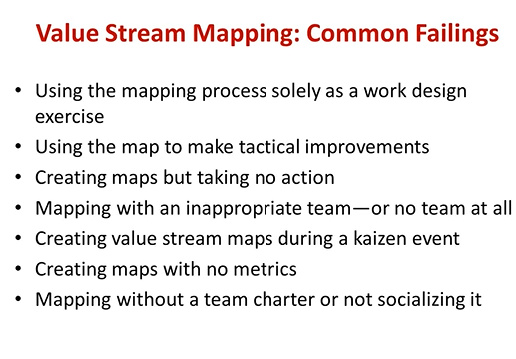 Value Stream Mapping: Common Failings
• Using the mapping process solely as a work design
exercise
• Using the map to make tactical improvements
• Creating maps but taking no action
• Mapping with an inappropriate team—or no team at all
• Creating value stream maps during a kaizen event
• Creating maps with no metrics
• Mapping without a team charter or not socializing it